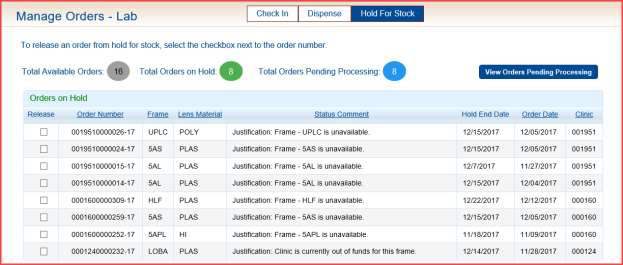 Manage Orders - Lab
Check In Dispense Hold For Stock
To release an order from hold for stock, select the checkbox next to the order number.
Total Available Orders: 16 Total Orders on Hold: 8 Total Orders Pending Processing: 8 View Orders Pending Processing
Orders on Hold
Release Order Number Frame Lens Material Status Comment Hold End Date Order Date Clinic
0019510000026-17 UPLC POLY Justification: Frame - UPLC is unavailable. 12/15/2017 12/05/2017 001951
0019510000024-17 5AS PLAS Justification: Frame - 5AS is unavailable. 12/15/2017 12/05/2017 001951
0019510000015-17 5AL PLAS Justification: Frame - 5AL is unavailable. 12/7/2017 11/27/2017 001951
0019510000014-17 5AL PLAS Justification: Frame - 5AL is unavailable. 12/15/2017 12/04/2017 001951
0001600000309-17 HLF PLAS Justification: Frame - HLF is unavailable. 12/22/2017 12/12/2017 000160
0001600000259-17 5AS PLAS Justification: Frame - 5AS is unavailable. 12/15/2017 12/05/2017 000160
0001600000252-17 5APL HI Justification: Frame - 5APL is unavailable. 11/18/2017 11/09/2017 000160
0001240000232-17 LOBA PLAS Justification: Clinic is currently out of funds for this frame. 12/14/2017 11/28/2017 000124